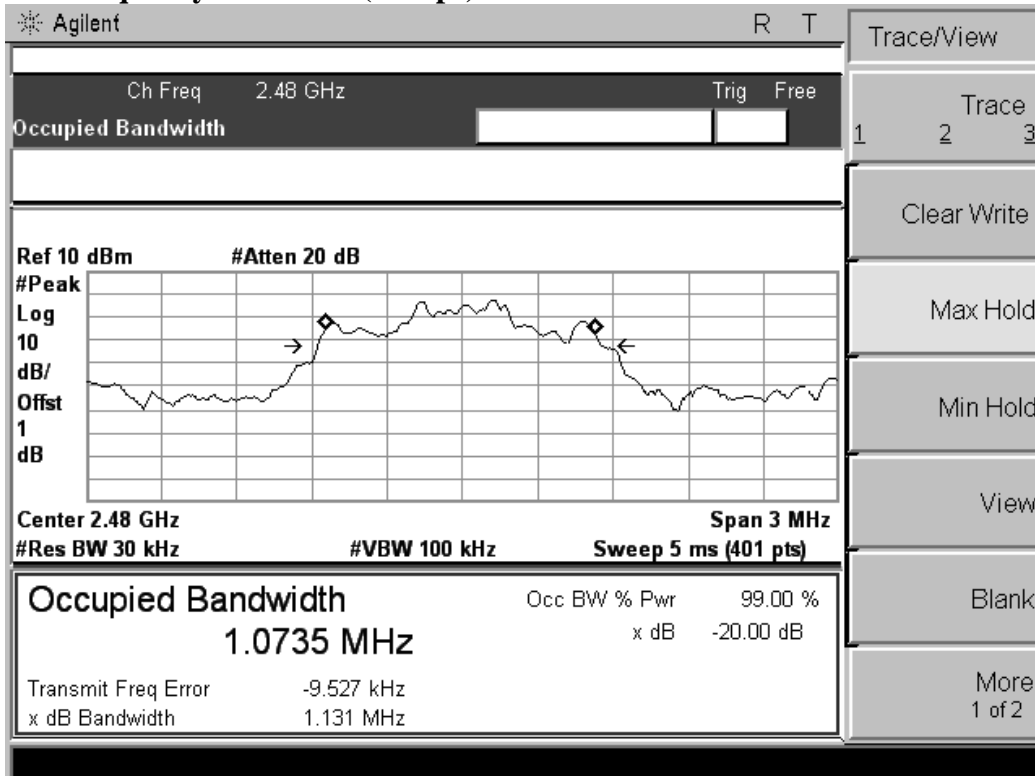 Agilent R T
Trace/View
Ch Freq 2.48 GHz Trig Free
Occupied Bandwidth
Trace
1 2 3
Clear Write
Ref 10 dBm #Atten 20 dB
#Peak
Log
10
dB/
Offst
1
dB
Max Hold
Min Hold
Center 2.48 GHz Span 3 MHz
#Res BW 30 kHz #VBW 100 kHz Sweep 5 ms (401 pts)
View
Occupied Bandwidth Occ BW % Pwr 99.00 %
1.0735 MHz x dB -20.00 dB
Transmit Freq Error -9.527 kHz
x dB Bandwidth 1.131 MHz
Blank
More
1 of 2